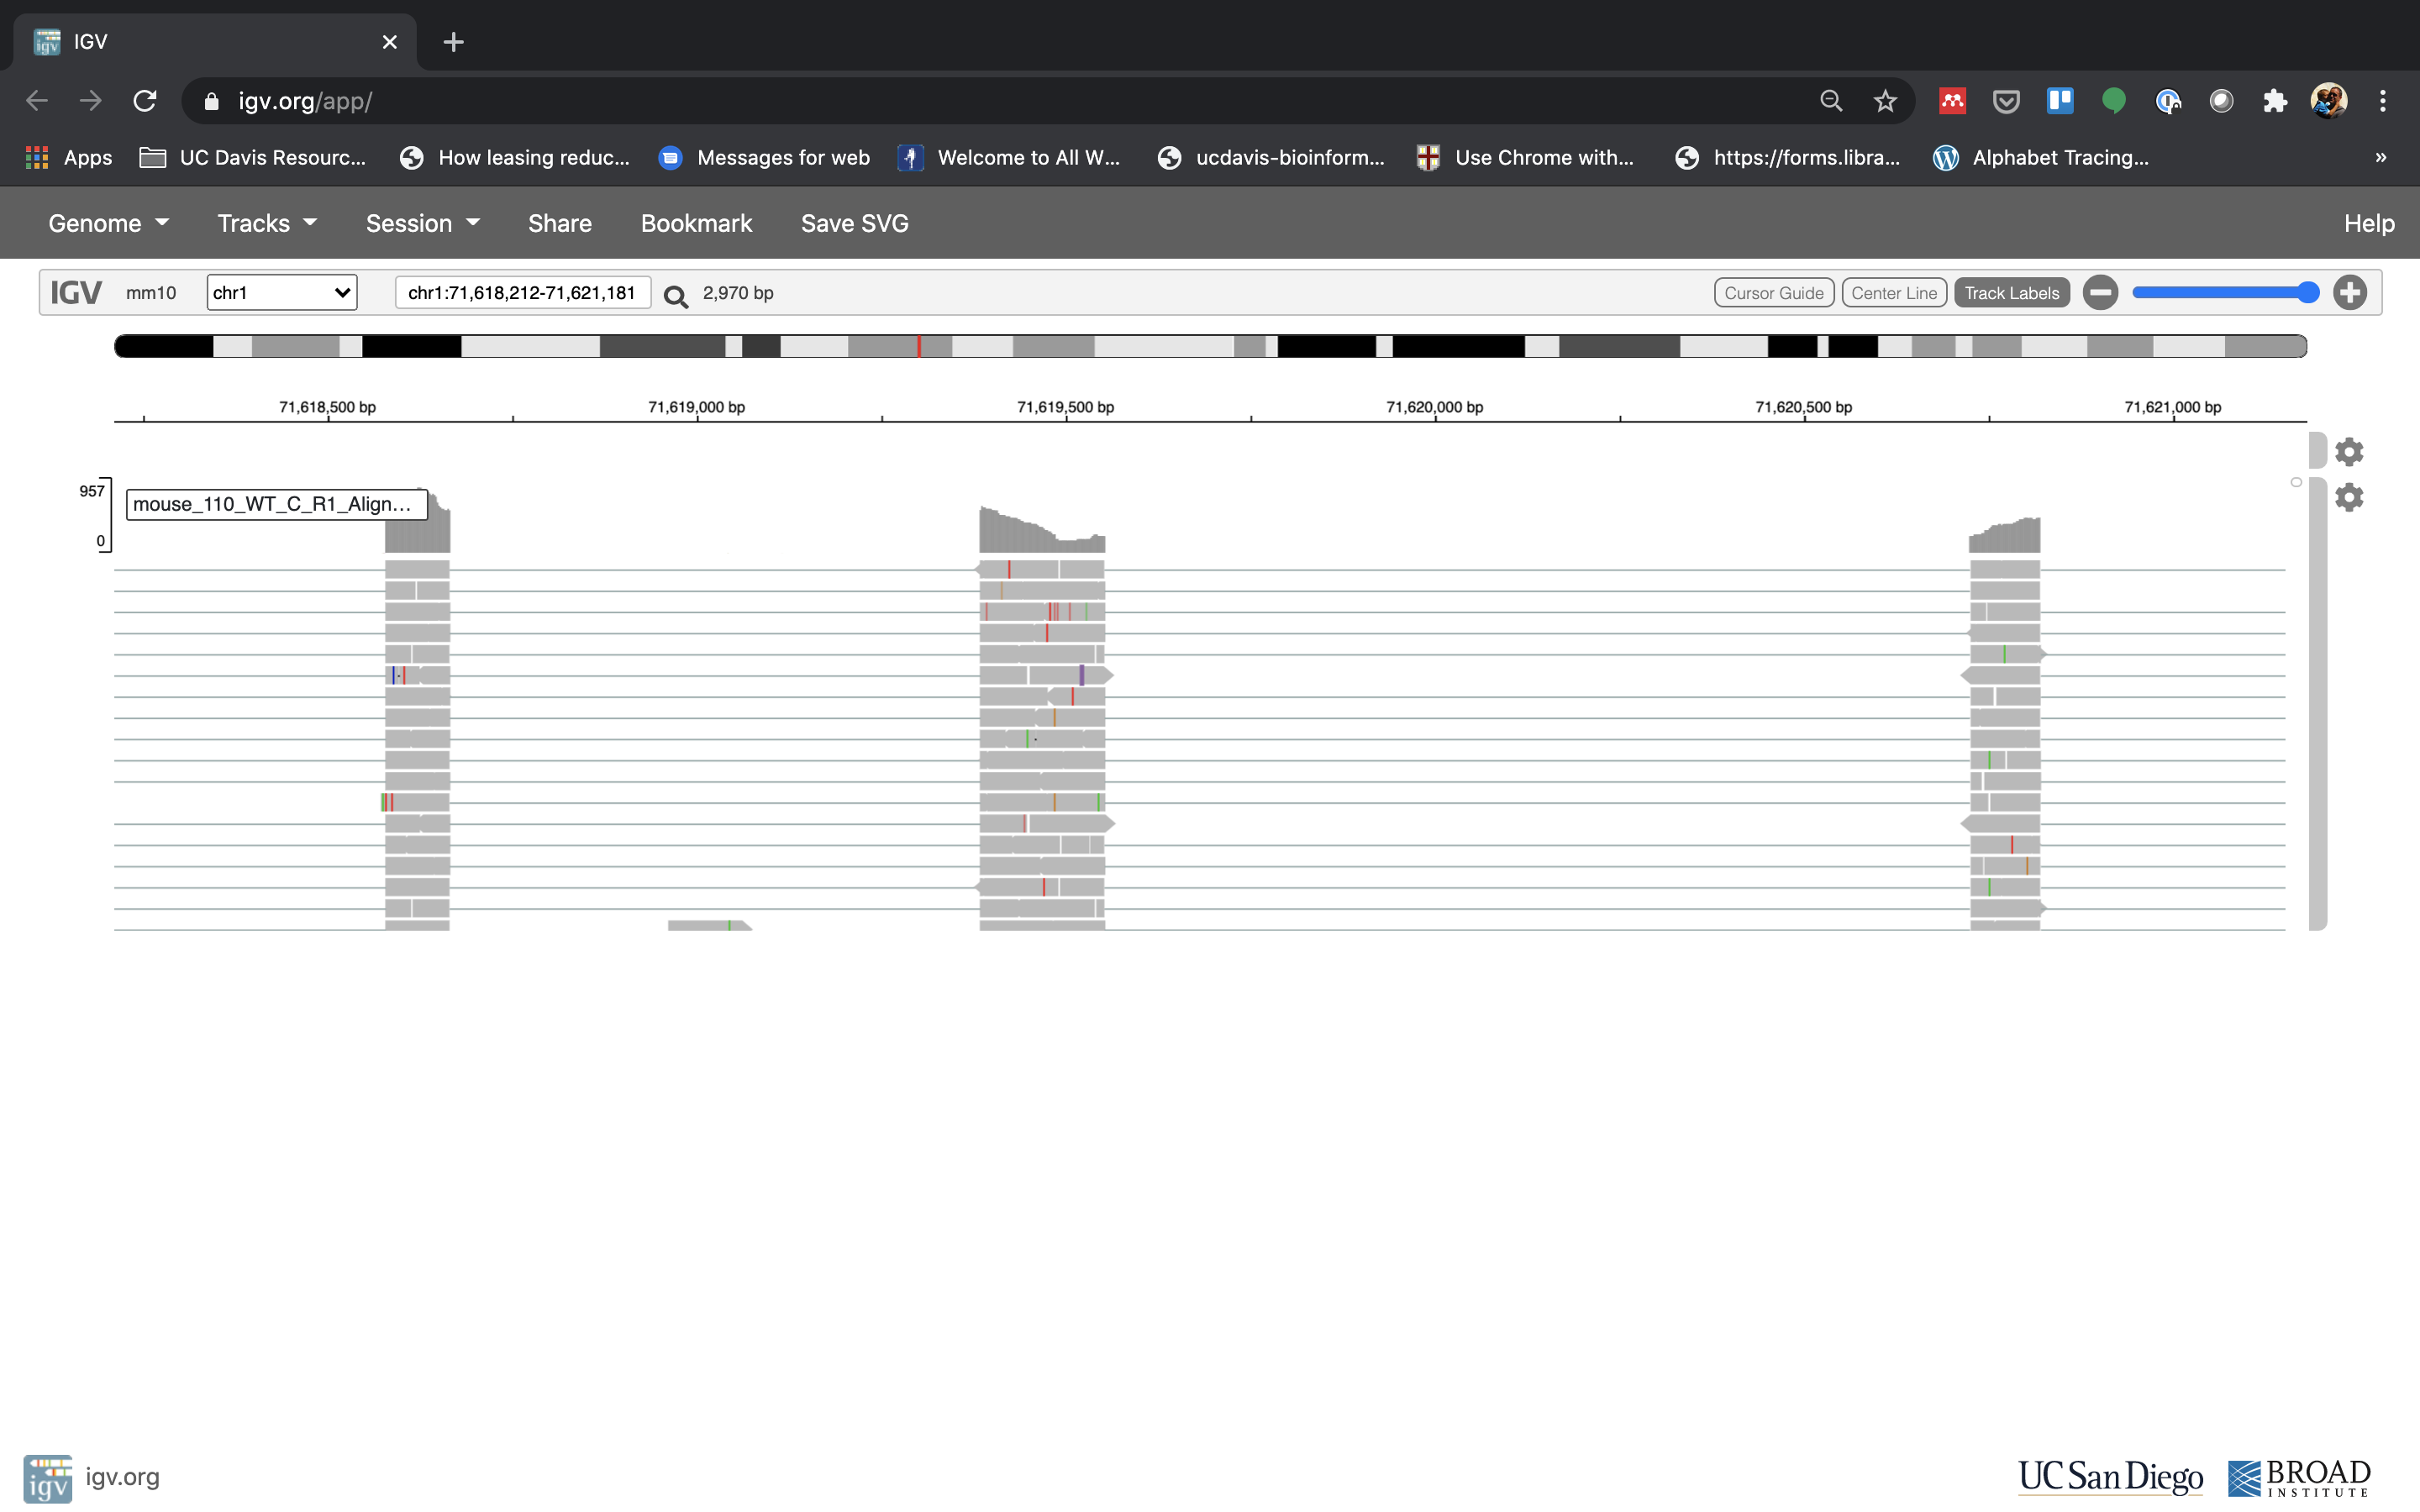 IGV
igv.org/app/
Apps UC Davis Resourc... How leasing reduc... Messages for web Welcome to All W... ucdavis-bioinform... Use Chrome with... https://forms.libra... Alphabet Tracing... »
Genome Tracks Session Share Bookmark Save SVG Help
IGV mm10 chr1 chr1:71,618,212-71,621,181 2,970 bp Cursor Guide Center Line Track Labels
71,618,500 bp 71,619,000 bp 71,619,500 bp 71,620,000 bp 71,620,500 bp 71,621,000 bp
957
mouse_110_WT_C_R1_Align...
0
igv igv.org UC San Diego BROAD
INSTITUTE